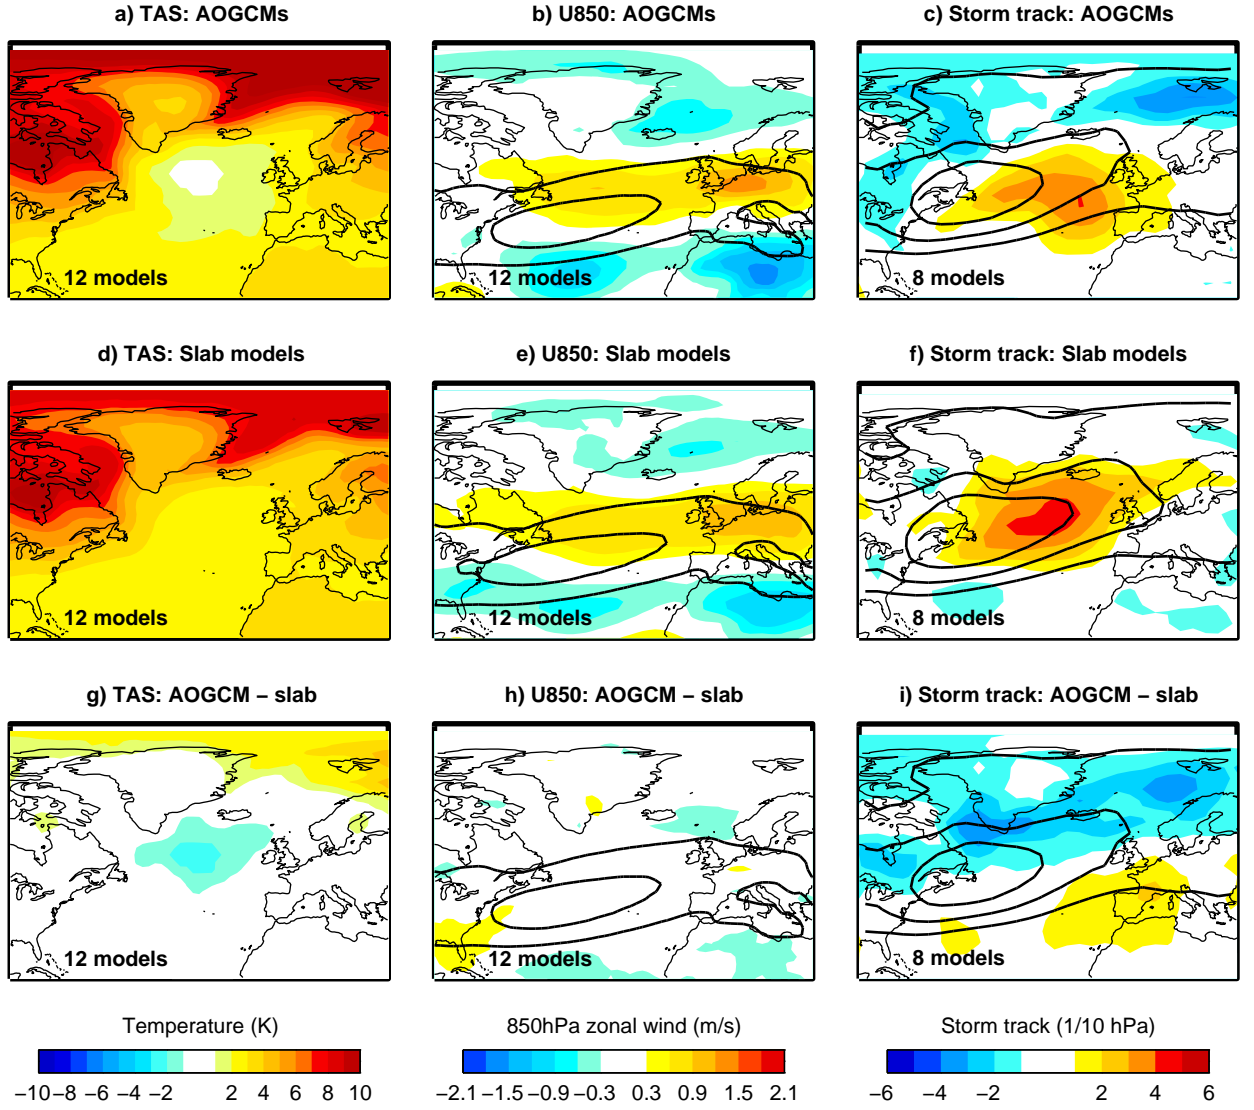 a) TAS: AOGCMs
b) U850: AOGCMs
c) Storm track: AOGCMs
12 models
12 models
8 models
d) TAS: Slab models
e) U850: Slab models
f) Storm track: Slab models
12 models
12 models
8 models
g) TAS: AOGCM – slab
h) U850: AOGCM – slab
i) Storm track: AOGCM – slab
12 models
12 models
8 models
Temperature (K)
850hPa zonal wind (m/s)
Storm track (1/10 hPa)
−10 −8 −6 −4 −2 2 4 6 8 10
−2.1 −1.5 −0.9 −0.3 0.3 0.9 1.5 2.1
−6 −4 −2 2 4 6